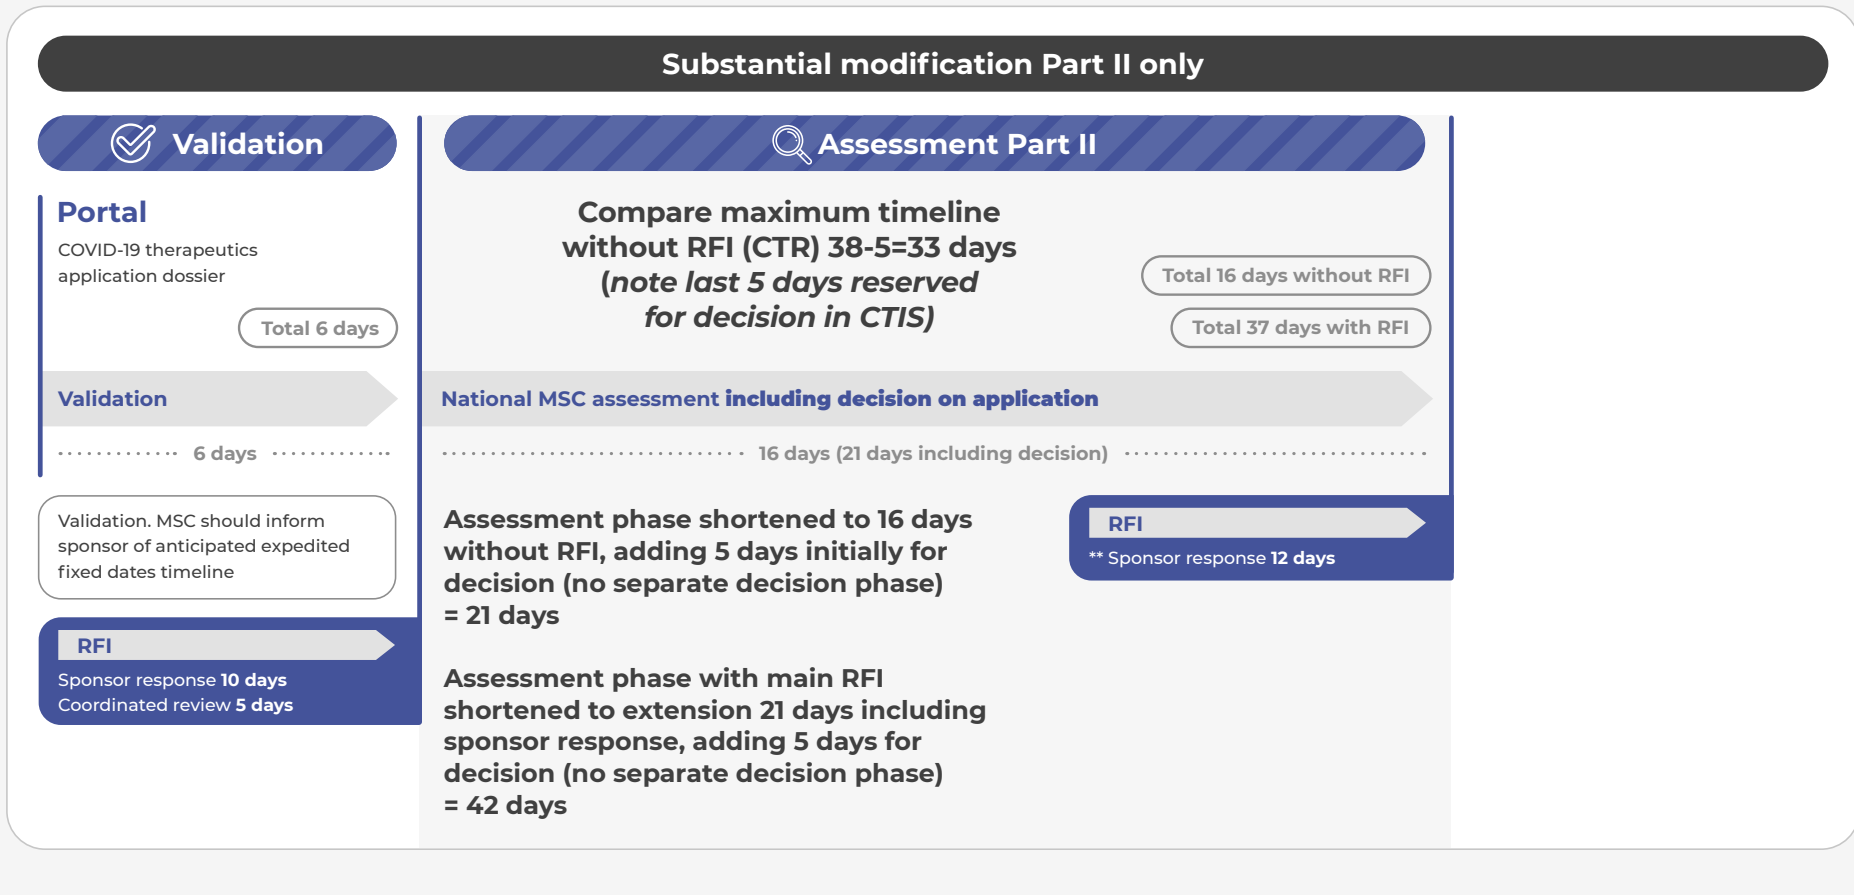 Substantial modification Part II only
Validation
Portal
COVID-19 therapeutics
application dossier
Total 6 days
Validation
6 days
Validation. MSC should inform
sponsor of anticipated expedited
fixed dates timeline
RFI
Sponsor response 10 days
Coordinated review 5 days
Assessment Part II
Compare maximum timeline
without RFI (CTR) 38-5=33 days
(note last 5 days reserved
for decision in CTIS)
Total 16 days without RFI
Total 37 days with RFI
National MSC assessment including decision on application
16 days (21 days including decision)
Assessment phase shortened to 16 days
without RFI, adding 5 days initially for
decision (no separate decision phase)
= 21 days
Assessment phase with main RFI
shortened to extension 21 days including
sponsor response, adding 5 days for
decision (no separate decision phase)
= 42 days
RFI
** Sponsor response 12 days